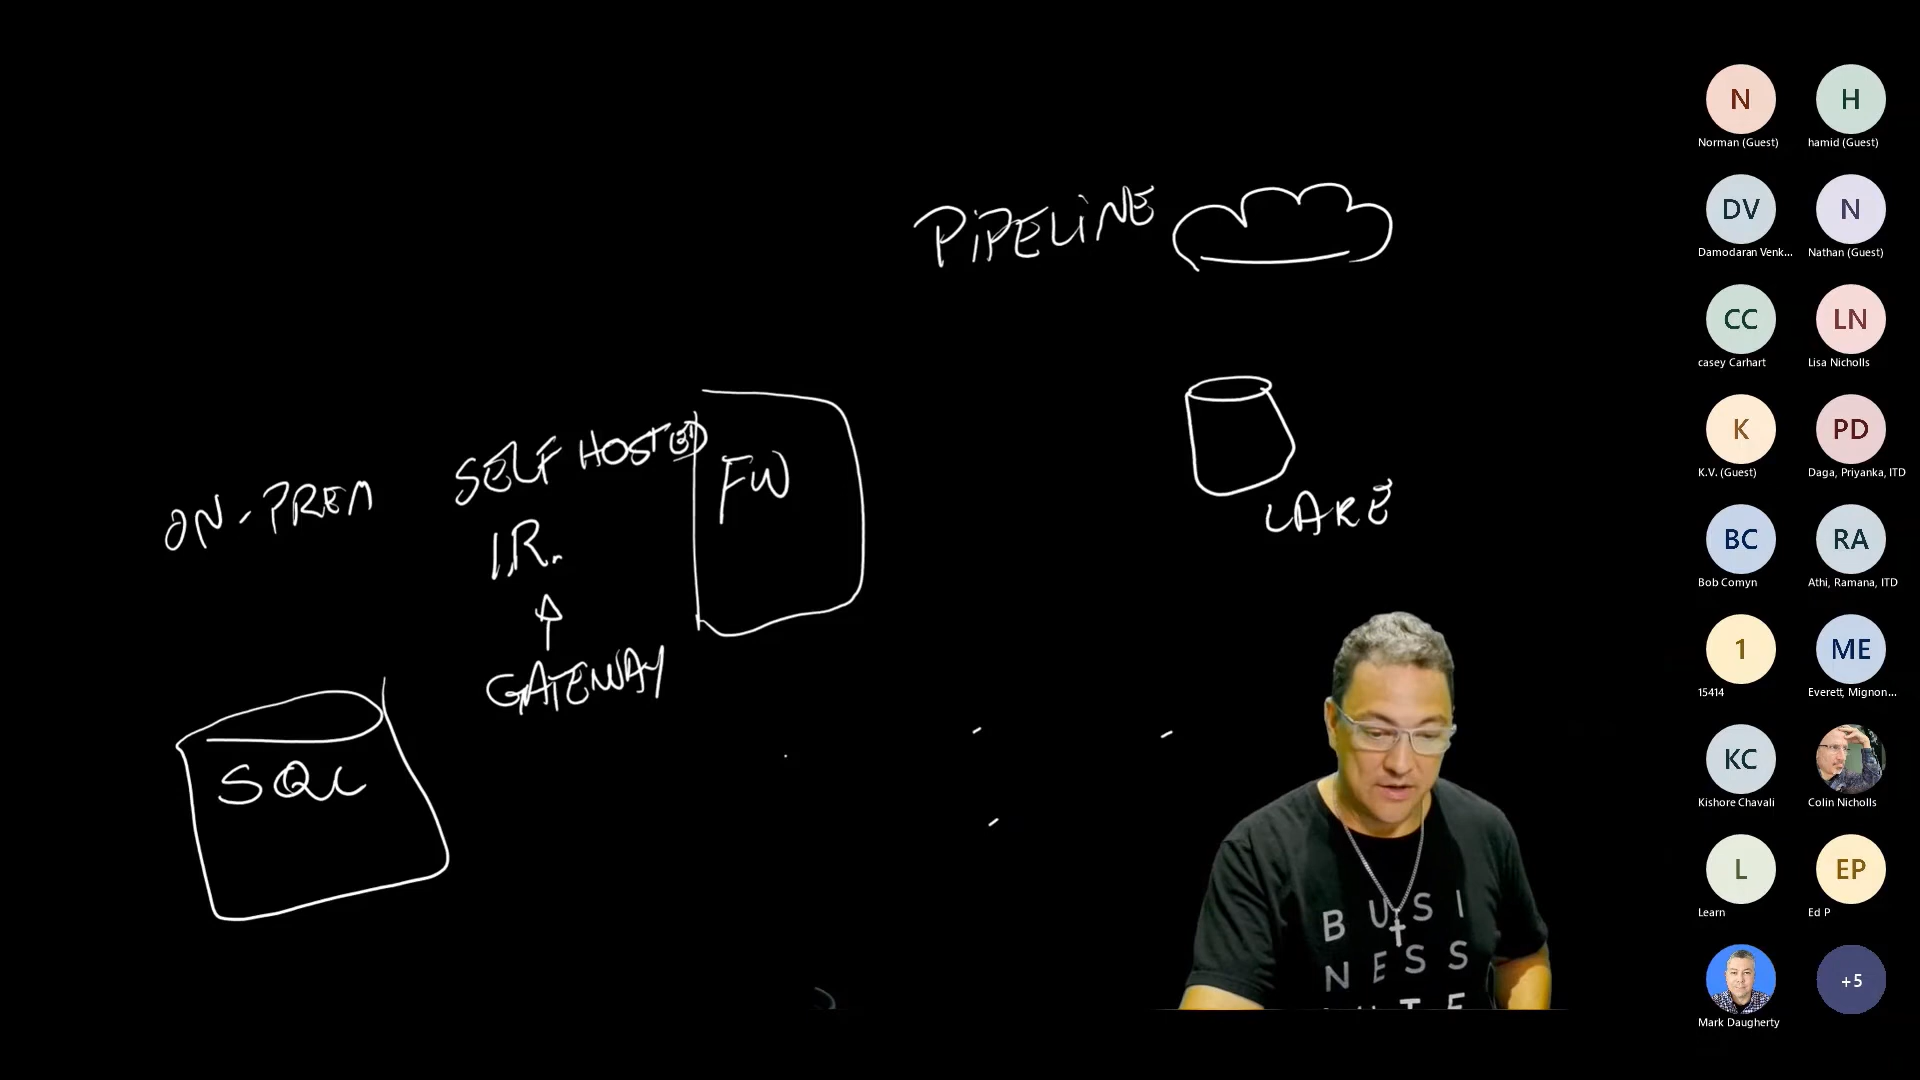 PIPELINE
ON-PREM
SELF HOSTED
I.R.
GATEWAY
FW
LAKE
SQL
BUSI
NESS
N
Norman (Guest)
H
hamid (Guest)
DV
Damodaran Venk...
N
Nathan (Guest)
CC
casey Carhart
LN
Lisa Nicholls
K
K.V. (Guest)
PD
Daga, Priyanka, ITD
BC
Bob Comyn
RA
Athi, Ramana, ITD
1
15414
ME
Everett, Mignon...
KC
Kishore Chavali
Colin Nicholls
L
Learn
EP
Ed P
Mark Daugherty
+5